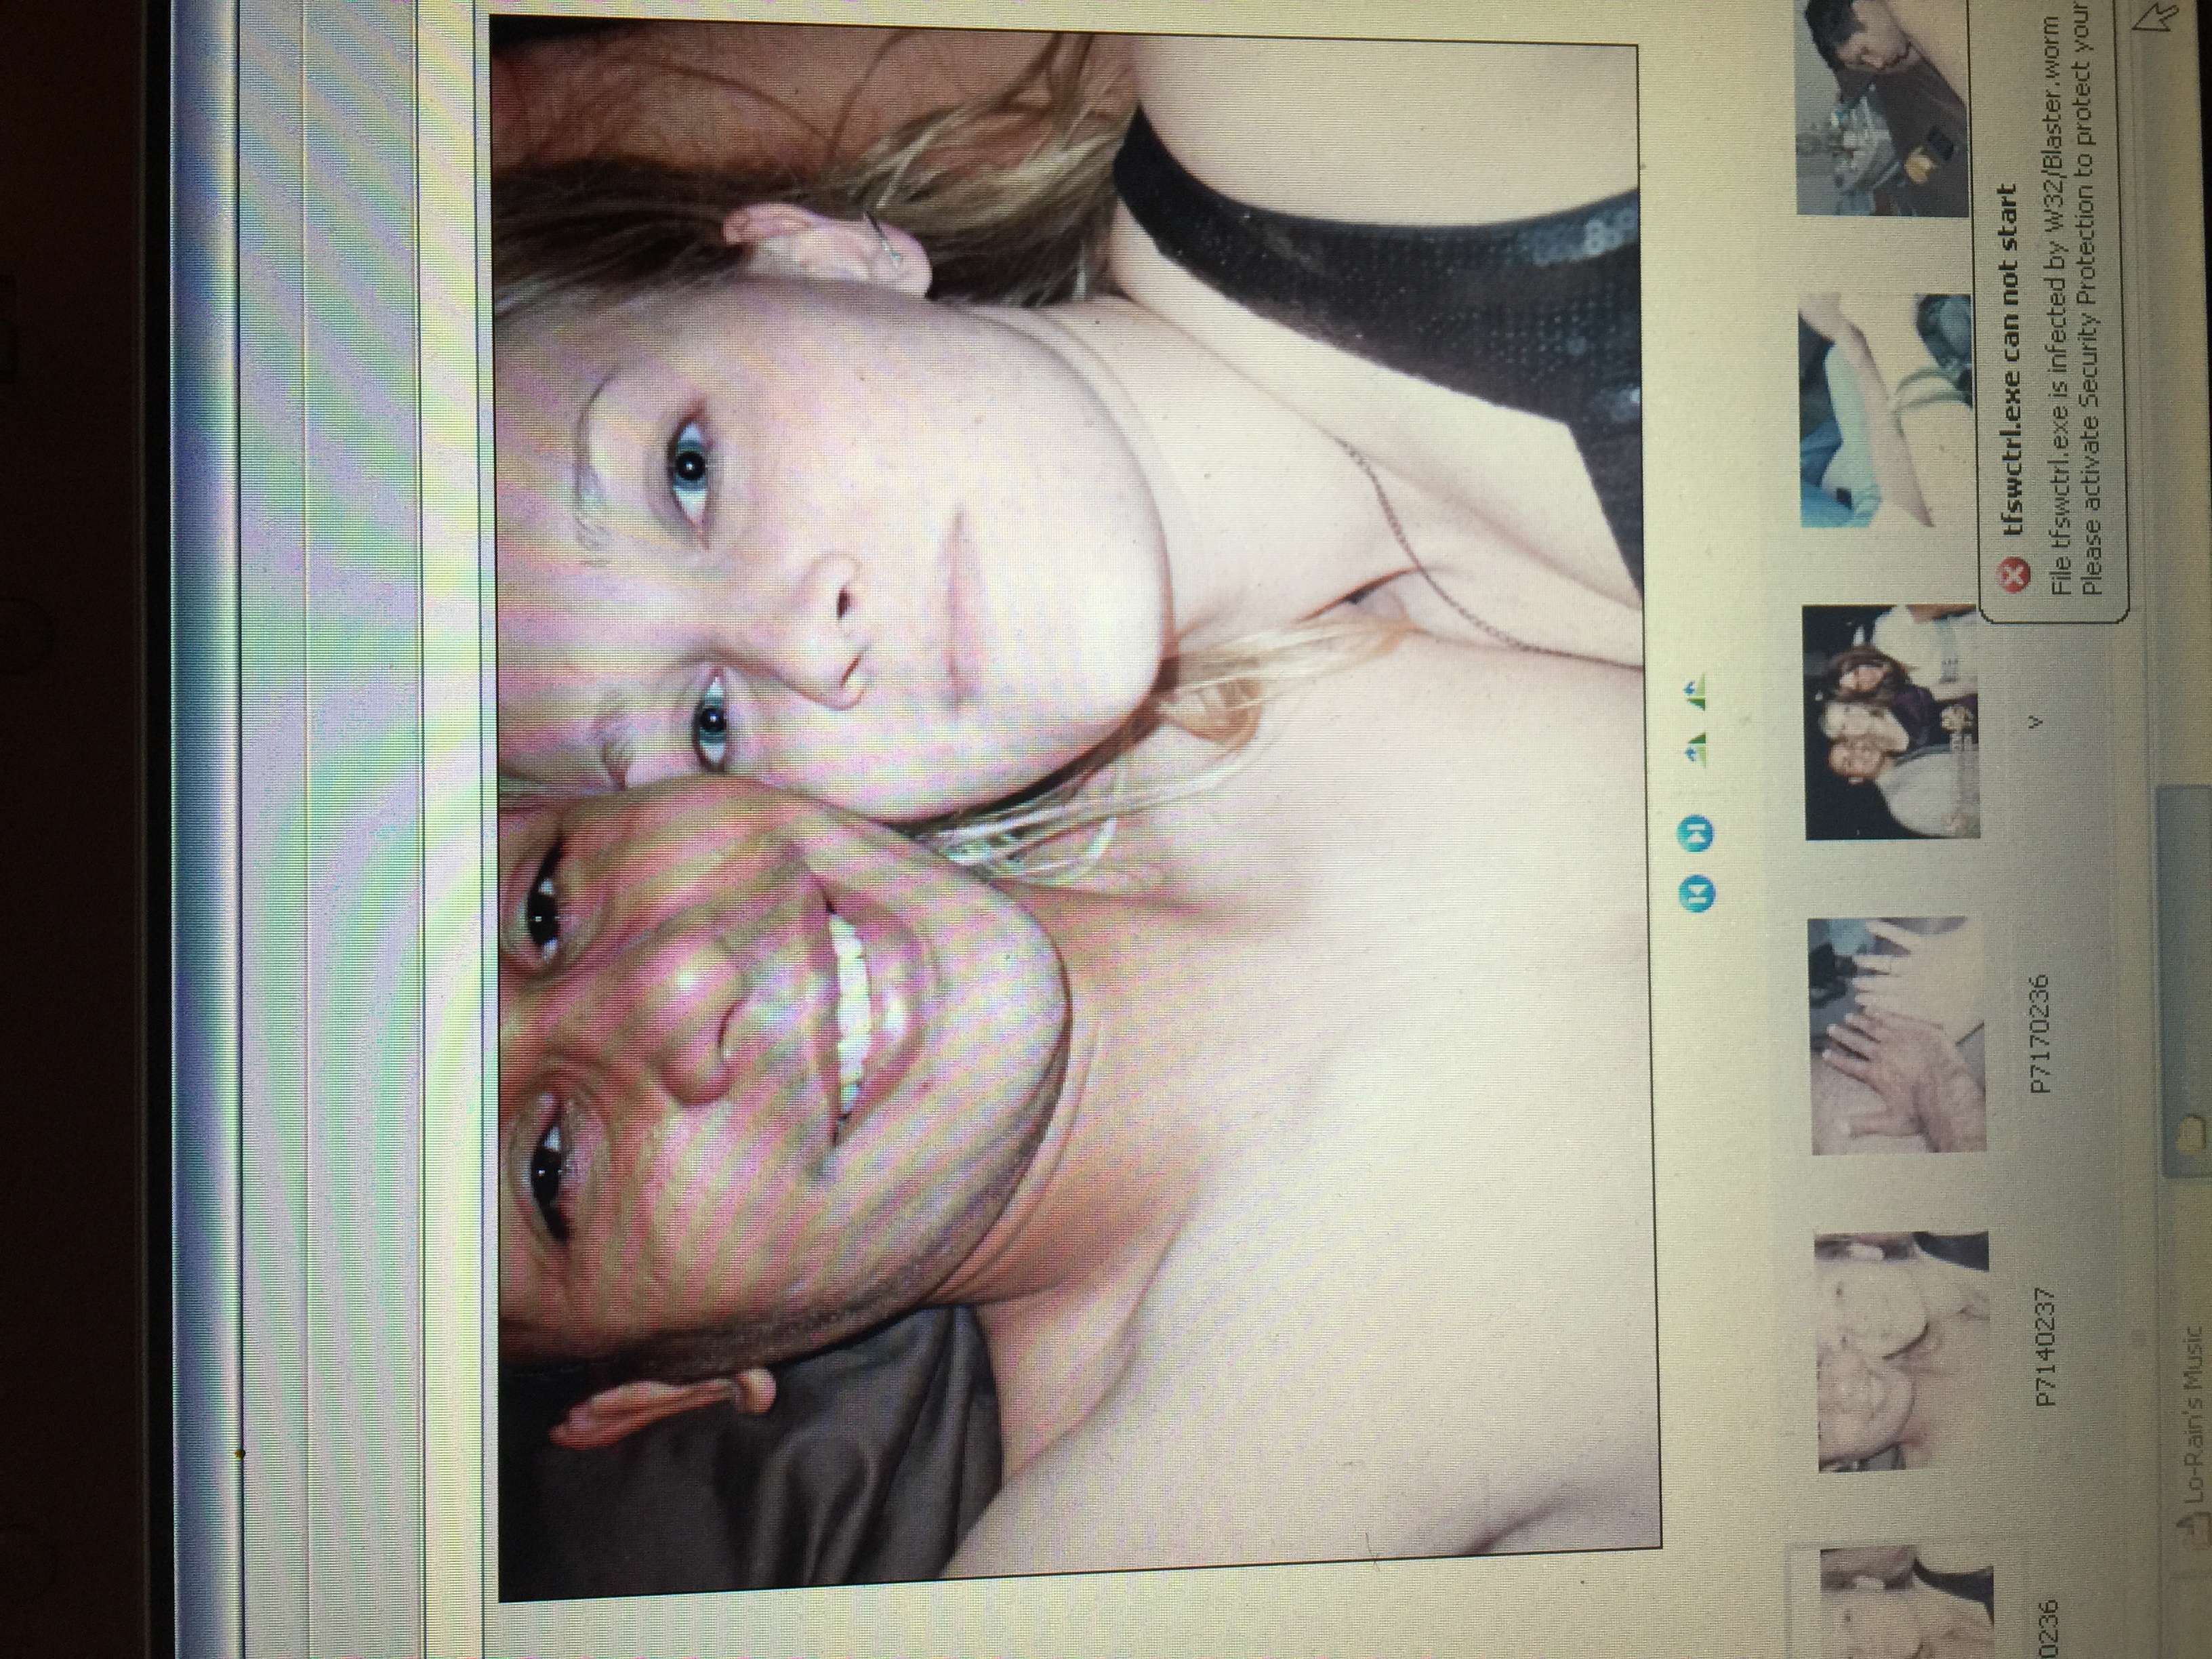 0236
P7140237
P7170236
v
tfswctrl.exe can not start
File tfswctrl.exe is infected by W32/Blaster.worm
Please activate Security Protection to protect your
Lo-Rain's Music